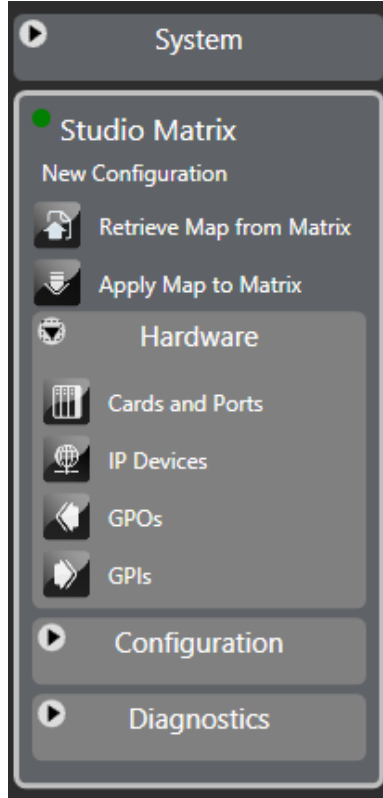 System
Studio Matrix
New Configuration
Retrieve Map from Matrix
Apply Map to Matrix
Hardware
Cards and Ports
IP Devices
GPOs
GPIs
Configuration
Diagnostics